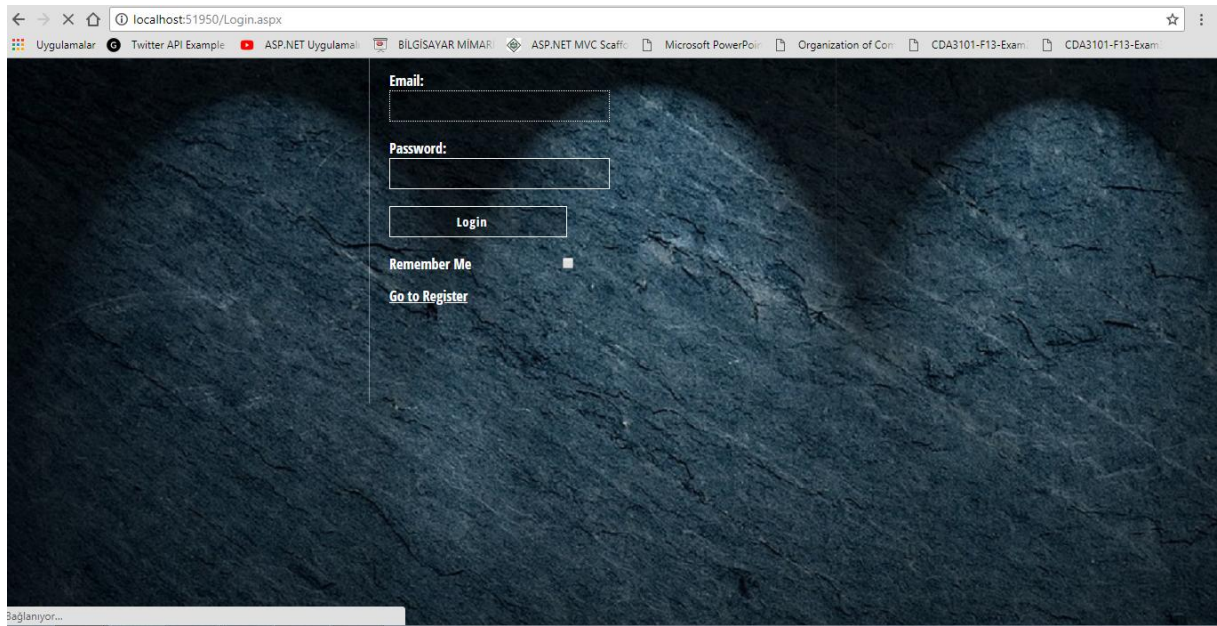 localhost:51950/Login.aspx
Uygulamalar Twitter API Example ASP.NET Uygulamal BİLGİSAYAR MİMAR ASP.NET MVC Scaffo Microsoft PowerPoin Organization of Com CDA3101-F13-Exam CDA3101-F13-Exam
Email:
Password:
Login
Remember Me
Go to Register
Bağlanıyor...